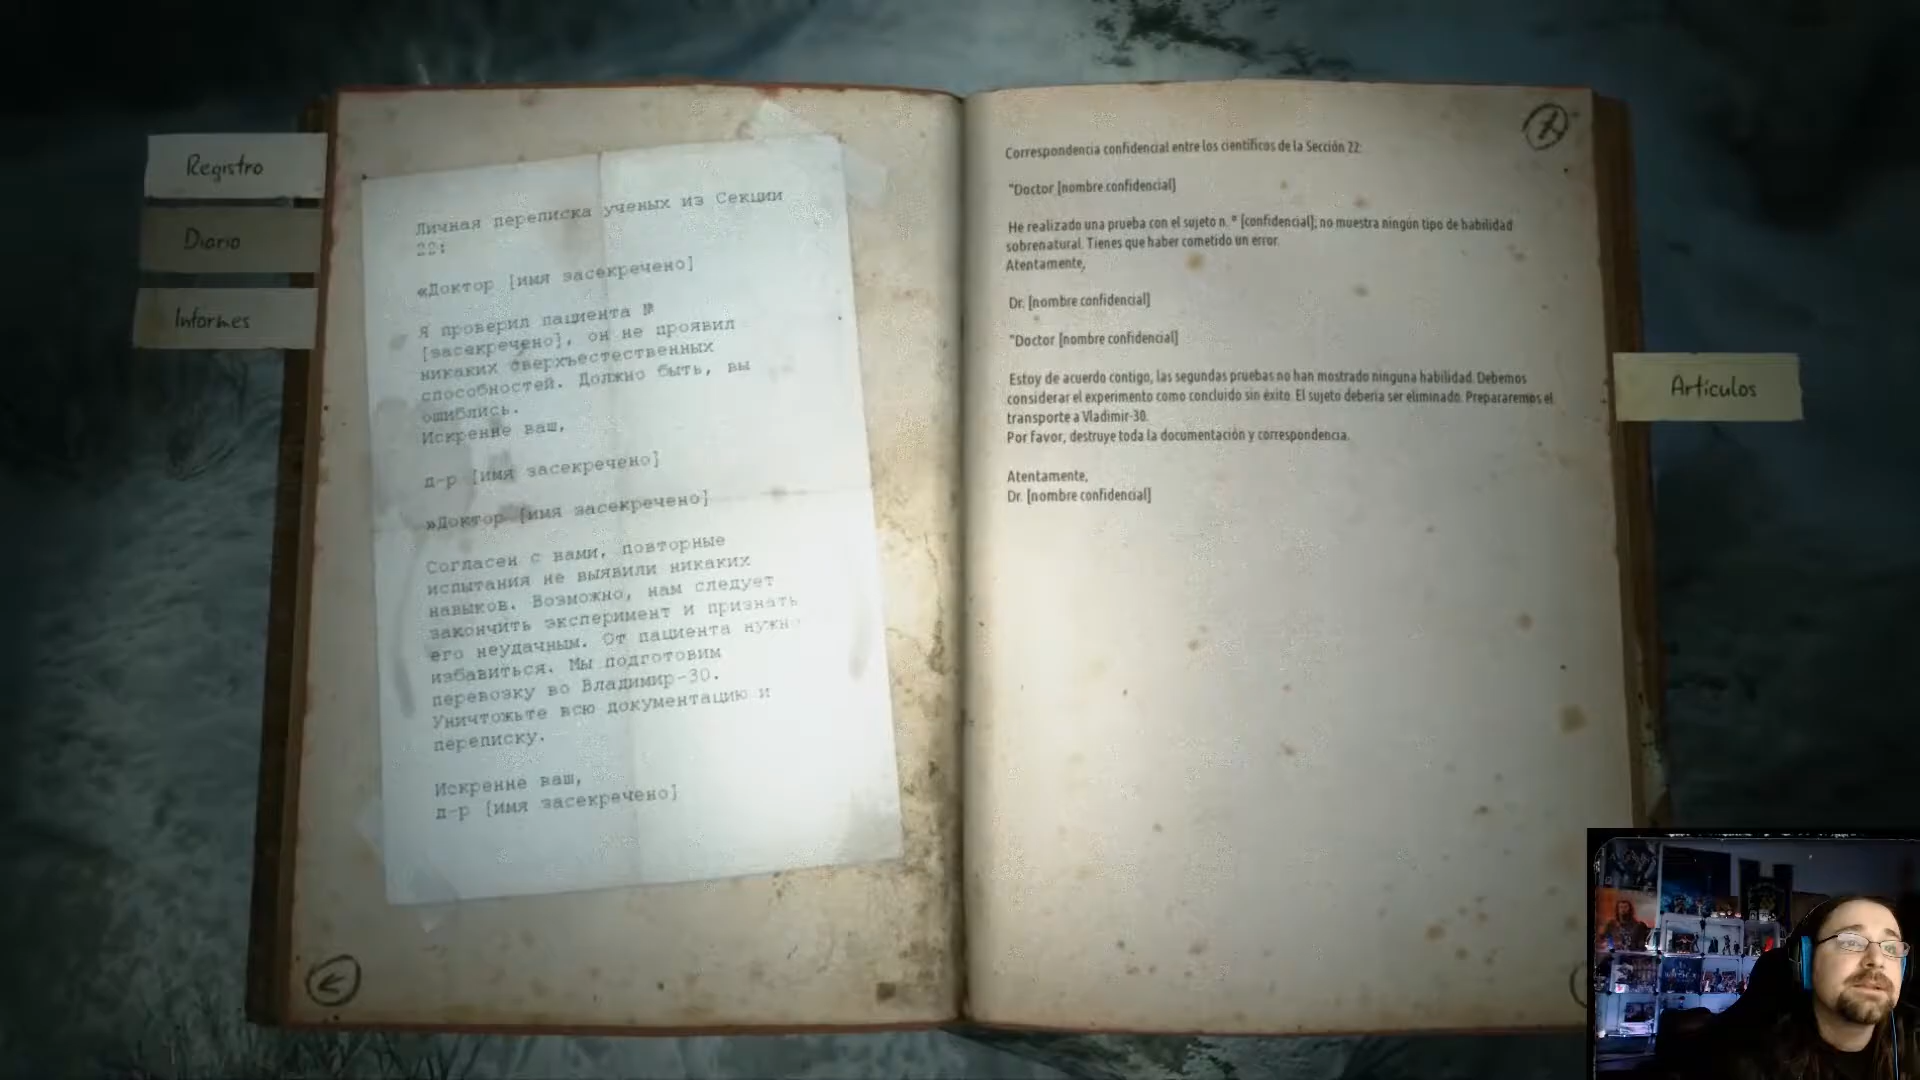 Registro
Diario
Informes
Личная переписка ученых из Секции
22:
«Доктор [имя засекречено]
Я проверил пациента №
[засекречено], он не проявил
никаких сверхъестественных
способностей. Должно быть, вы
ошиблись.
Искренне ваш,
д-р [имя засекречено]
»Доктор [имя засекречено]
Согласен с вами, повторные
испытания не выявили никаких
навыков. Возможно, нам следует
закончить эксперимент и признать
его неудачным. От пациента нужн
избавиться. Мы подготовим
перевозку во Владимир-30.
Уничтожьте всю документацию и
переписку.
Искренне ваш,
д-р [имя засекречено]
Correspondencia confidencial entre los científicos de la Sección 22:
"Doctor [nombre confidencial]
He realizado una prueba con el sujeto n. º [confidencial]; no muestra ningún tipo de habilidad
sobrenatural. Tienes que haber cometido un error.
Atentamente,
Dr. [nombre confidencial]
"Doctor [nombre confidencial]
Estoy de acuerdo contigo, las segundas pruebas no han mostrado ninguna habilidad. Debemos
considerar el experimento como concluido sin éxito. El sujeto debería ser eliminado. Prepararemos el
transporte a Vladimir-30.
Por favor, destruye toda la documentación y correspondencia.
Atentamente,
Dr. [nombre confidencial]
Artículos